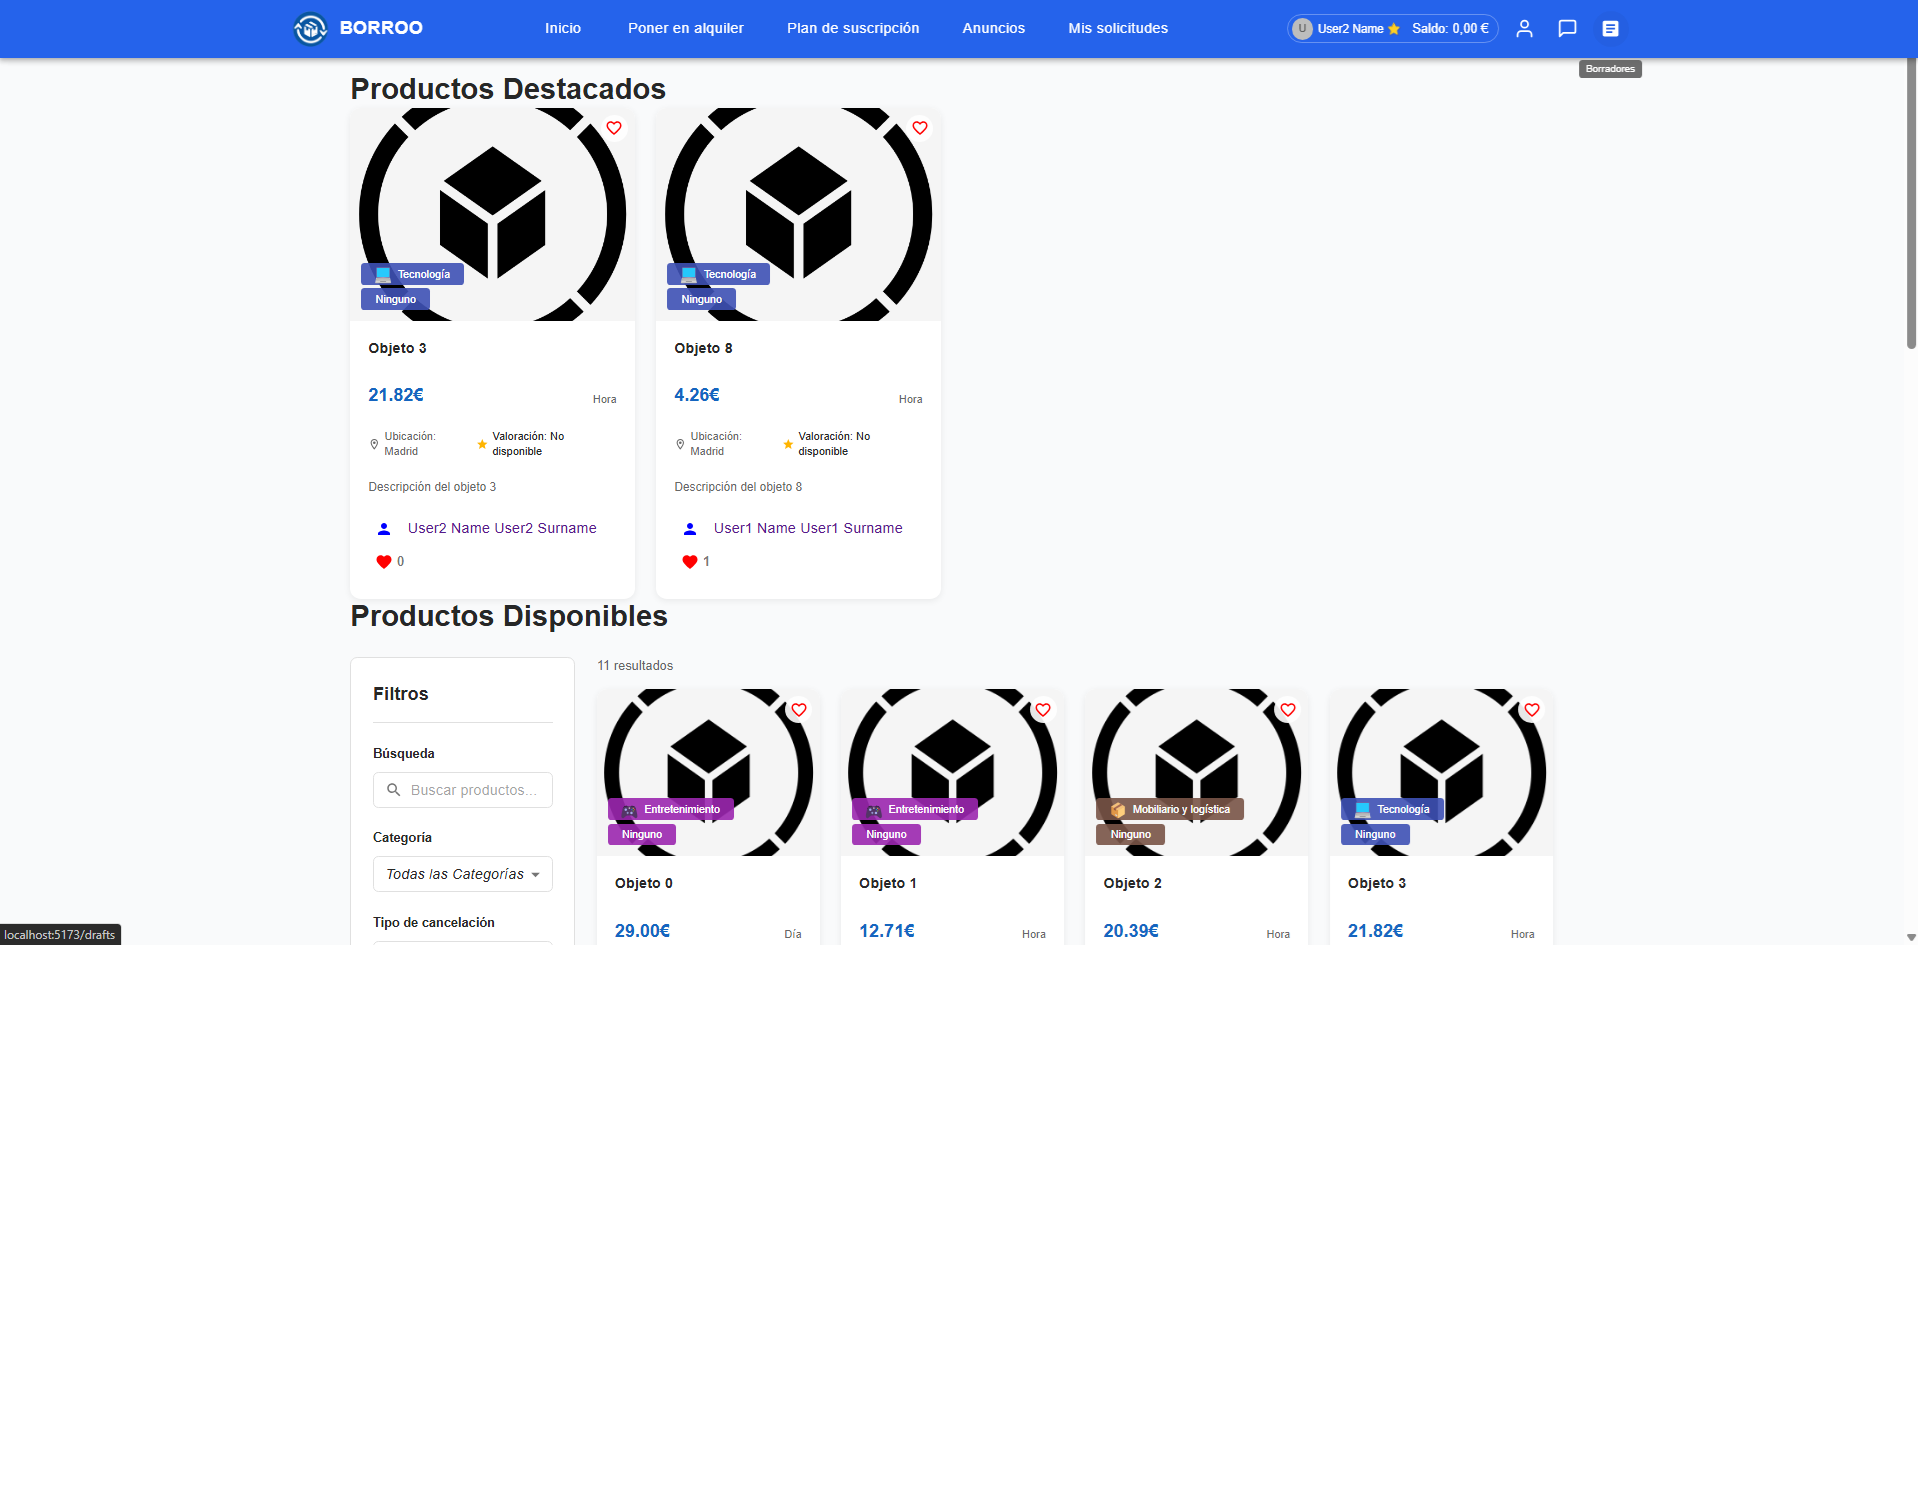 BORROO
Inicio
Poner en alquiler
Plan de suscripción
Anuncios
Mis solicitudes
U
User2 Name
Saldo: 0,00 €
Borradores
Productos Destacados
Tecnología
Ninguno
Objeto 3
21.82€
Hora
Ubicación:
Madrid
Valoración: No
disponible
Descripción del objeto 3
User2 Name User2 Surname
0
Tecnología
Ninguno
Objeto 8
4.26€
Hora
Ubicación:
Madrid
Valoración: No
disponible
Descripción del objeto 8
User1 Name User1 Surname
1
Productos Disponibles
Filtros
Búsqueda
Buscar productos...
Categoría
Todas las Categorías
Tipo de cancelación
11 resultados
Entretenimiento
Ninguno
Objeto 0
29.00€
Día
Entretenimiento
Ninguno
Objeto 1
12.71€
Hora
Mobiliario y logística
Ninguno
Objeto 2
20.39€
Hora
Tecnología
Ninguno
Objeto 3
21.82€
Hora
localhost:5173/drafts